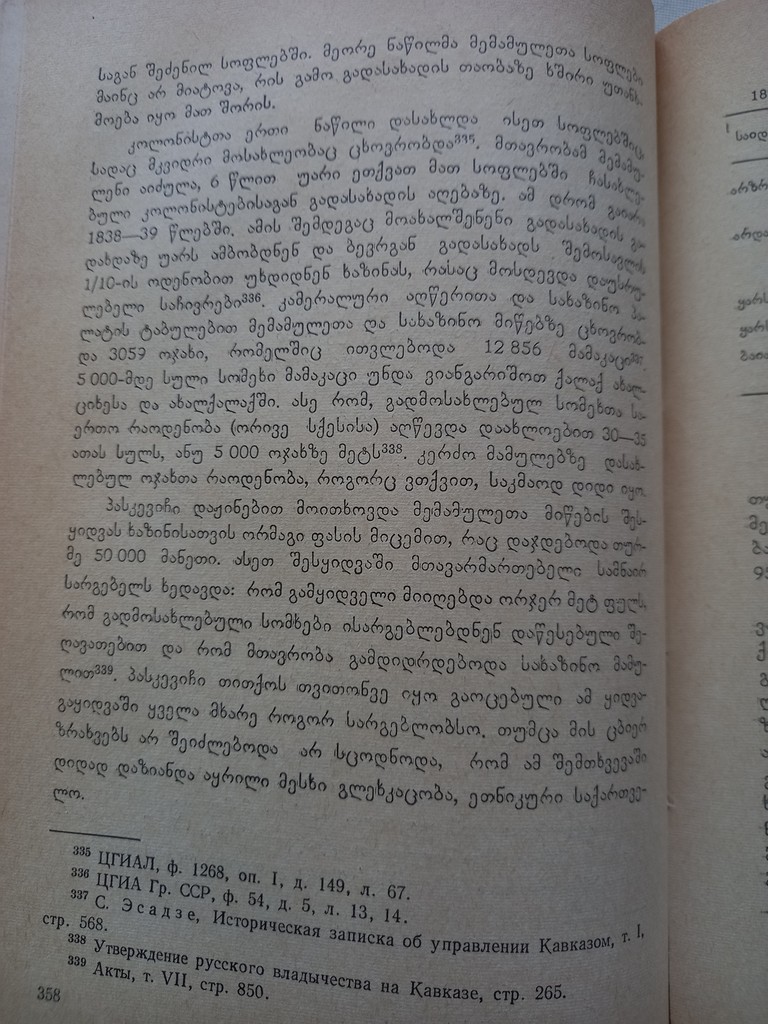 საგან შეძენილ სოფლებში. მეორე ნაწილმა მემამულეთა სოფლები
მაინც არ მიატოვა, რის გამო გადასახადის თაობაზე ხშირი უთანხ-
მოება იყო მათ შორის.
კოლონისტთა ერთი ნაწილი დასახლდა ისეთ სოფლებშიც,
სადაც მკვიდრი მოსახლეობაც ცხოვრობდა³³⁵. მთავრობამ მემამუ-
ლენი აიძულა, 6 წლით უარი ეთქვათ მათ სოფლებში ჩასახლე-
ბული კოლონისტებისაგან გადასახადის აღებაზე. ამ დრომ გაიარა
1838—39 წლებში. ამის შემდეგაც მოახალშენენი გადასახადის გა-
დახდაზე უარს ამბობდნენ და ბევრგან გადასახადს შემოსავლის
1/10-ის ოდენობით უხდიდნენ ხაზინას, რასაც მოსდევდა დაუსრუ-
ლებელი საჩივრები³³⁶. კამერალური აღწერითა და სახაზინო პა-
ლატის ტაბულებით მემამულეთა და სახაზინო მიწებზე ცხოვრობ-
და 3059 ოჯახი, რომელშიც ითვლებოდა 12 856 მამაკაცი³³⁷.
5 000-მდე სული სომეხი მამაკაცი უნდა ვიანგარიშოთ ქალაქ ახალ-
ციხესა და ახალქალაქში. ასე რომ, გადმოსახლებულ სომეხთა სა-
ერთო რაოდენობა (ორივე სქესისა) აღწევდა დაახლოებით 30—35
ათას სულს, ანუ 5 000 ოჯახზე მეტს³³⁸. კერძო მამულებზე დასახ-
ლებულ ოჯახთა რაოდენობა, როგორც ვთქვით, საკმაოდ დიდი იყო.
პასკევიჩი დაჟინებით მოითხოვდა მემამულეთა მიწების შეს-
ყიდვას ხაზინისათვის ორმაგი ფასის მიცემით, რაც დაჯდებოდა თურ-
მე 50 000 მანეთი. ასეთ შესყიდვაში მთავარმართებელი სამნაირ
სარგებელს ხედავდა: რომ გამყიდველი მიიღებდა ორჯერ მეტ ფულს,
რომ გადმოსახლებული სომხები ისარგებლებდნენ დაწესებული შე-
ღავათებით და რომ მთავრობა გამდიდრდებოდა სახაზინო მამუ-
ლით³³⁹. პასკევიჩი თითქოს თვითონვე იყო გაოცებული ამ ყიდვა-
გაყიდვაში ყველა მხარე როგორ სარგებლობსო. თუმცა მის ცბიერ
ზრახვებს არ შეიძლებოდა არ სცოდნოდა, რომ ამ შემთხვევაში
დიდად დაზიანდა აყრილი მესხი გლეხკაცობა, ეთნიკური საქართვე-
ლო.
³³⁵ ЦГИАЛ, ф. 1268, оп. I, д. 149, л. 67.
³³⁶ ЦГИА Гр. ССР, ф. 54, д. 5, л. 13, 14.
³³⁷ С. Эсадзе, Историческая записка об управлении Кавказом, т. I,
стр. 568.
³³⁸ Утверждение русского владычества на Кавказе, стр. 265.
³³⁹ Акты, т. VII, стр. 850.
358